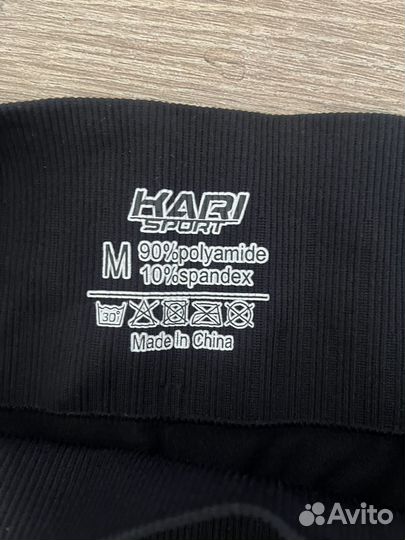 KARI
SPORT
M 90%polyamide
10%spandex
30°
Made In China
Avito